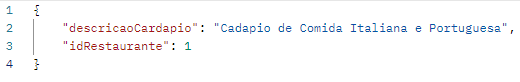 1 {
2 "descricaoCardapio": "Cadapio de Comida Italiana e Portuguesa",
3 "idRestaurante": 1
4 }